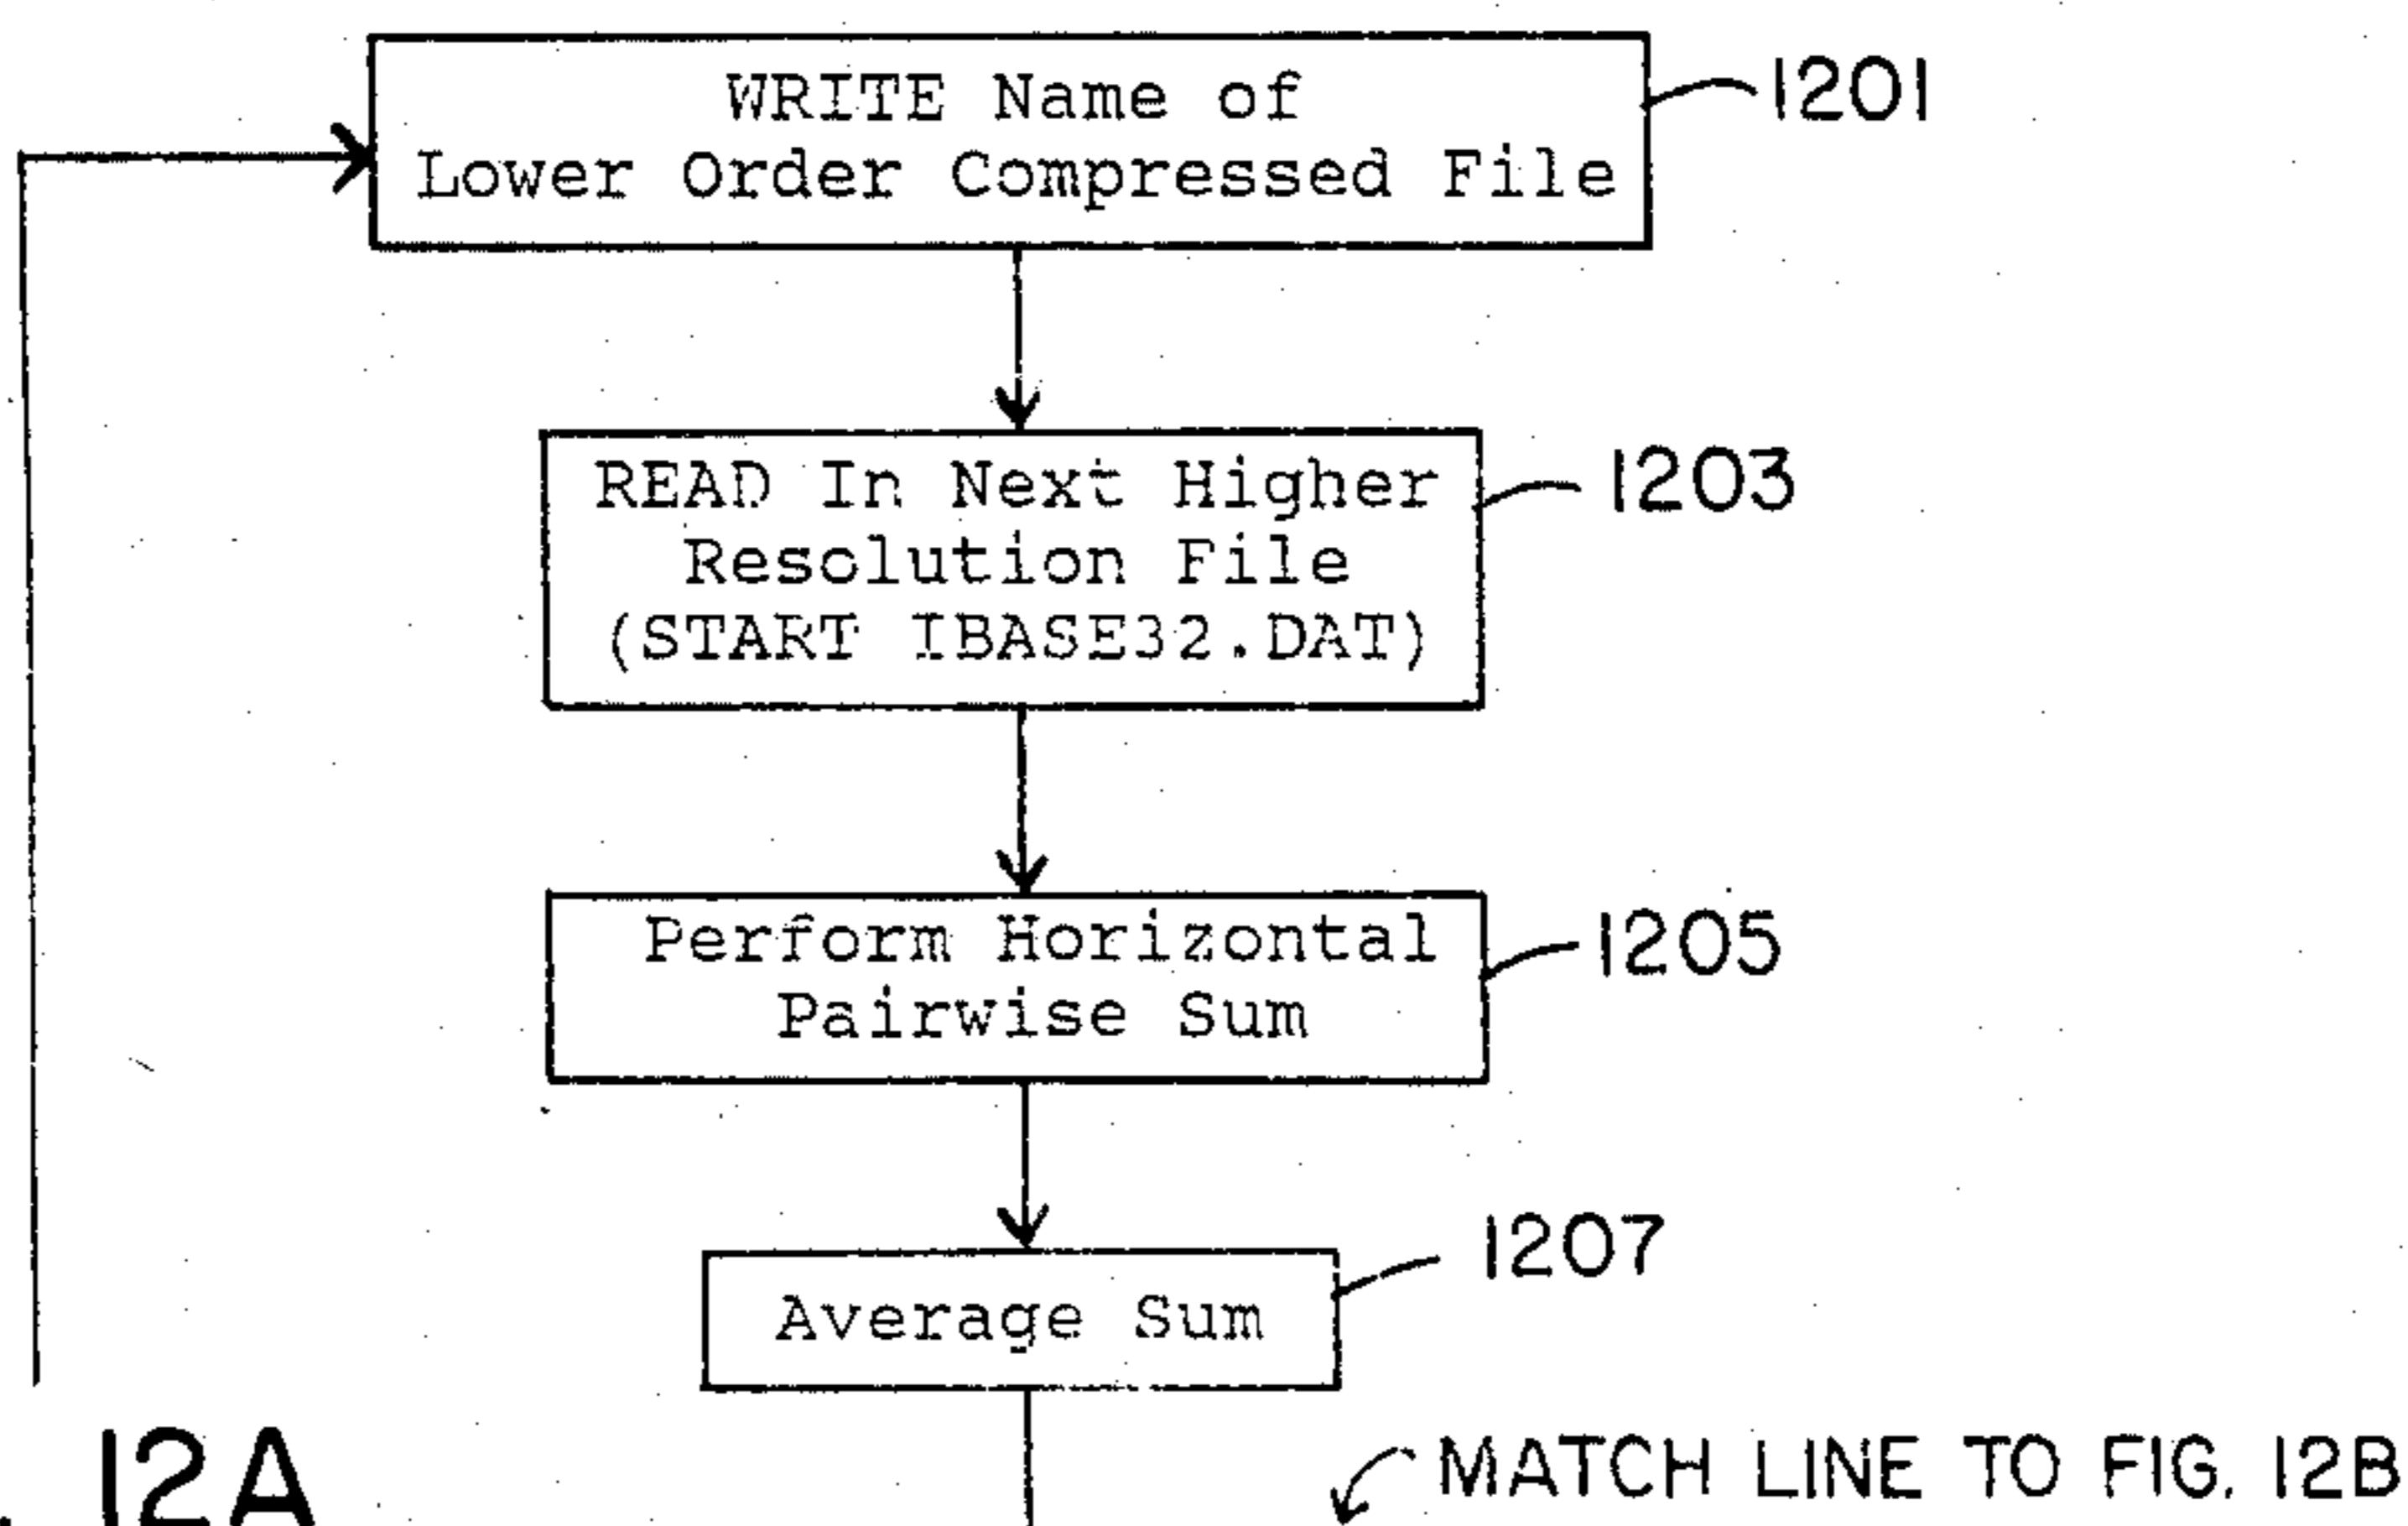 WRITE Name of
Lower Order Compressed File
1201
READ In Next Higher
Resolution File
(START IBASE32.DAT)
1203
Perform Horizontal
Pairwise Sum
1205
Average Sum
1207
12A
MATCH LINE TO FIG. 12B